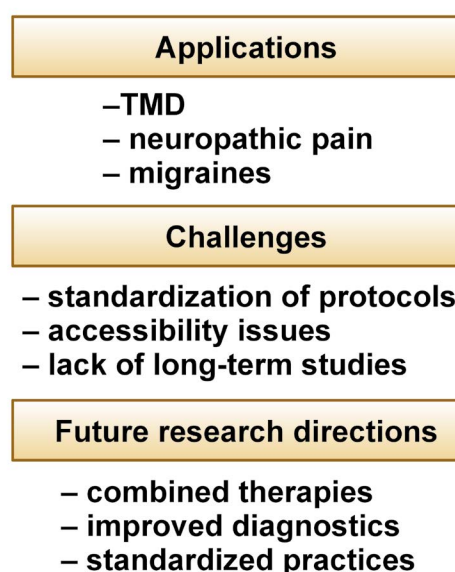 Applications
–TMD
– neuropathic pain
– migraines
Challenges
– standardization of protocols
– accessibility issues
– lack of long-term studies
Future research directions
– combined therapies
– improved diagnostics
– standardized practices